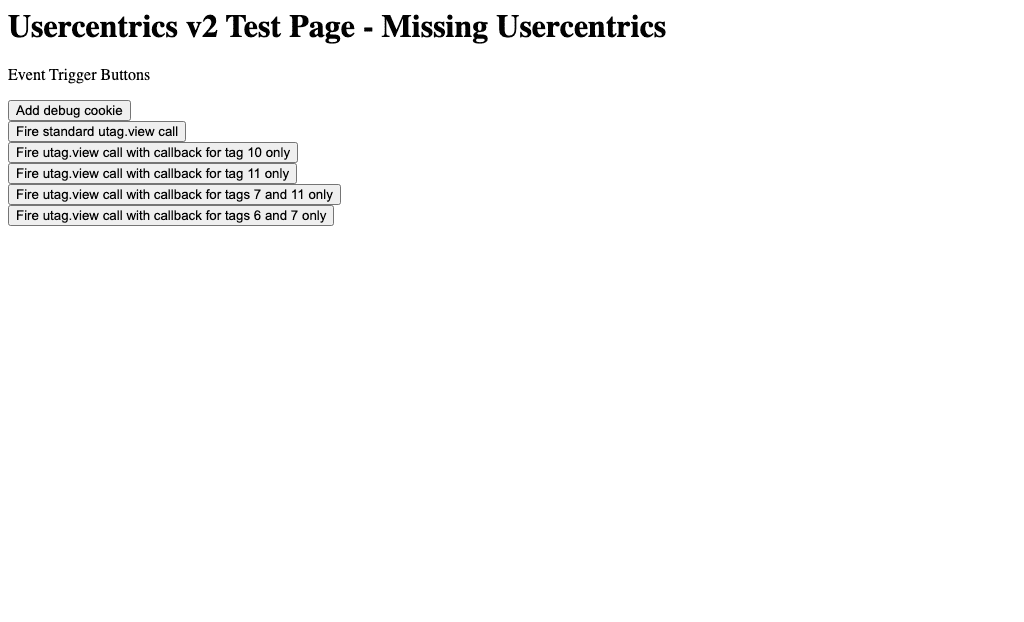 Usercentrics v2 Test Page - Missing Usercentrics
Event Trigger Buttons
Add debug cookie
Fire standard utag.view call
Fire utag.view call with callback for tag 10 only
Fire utag.view call with callback for tag 11 only
Fire utag.view call with callback for tags 7 and 11 only
Fire utag.view call with callback for tags 6 and 7 only